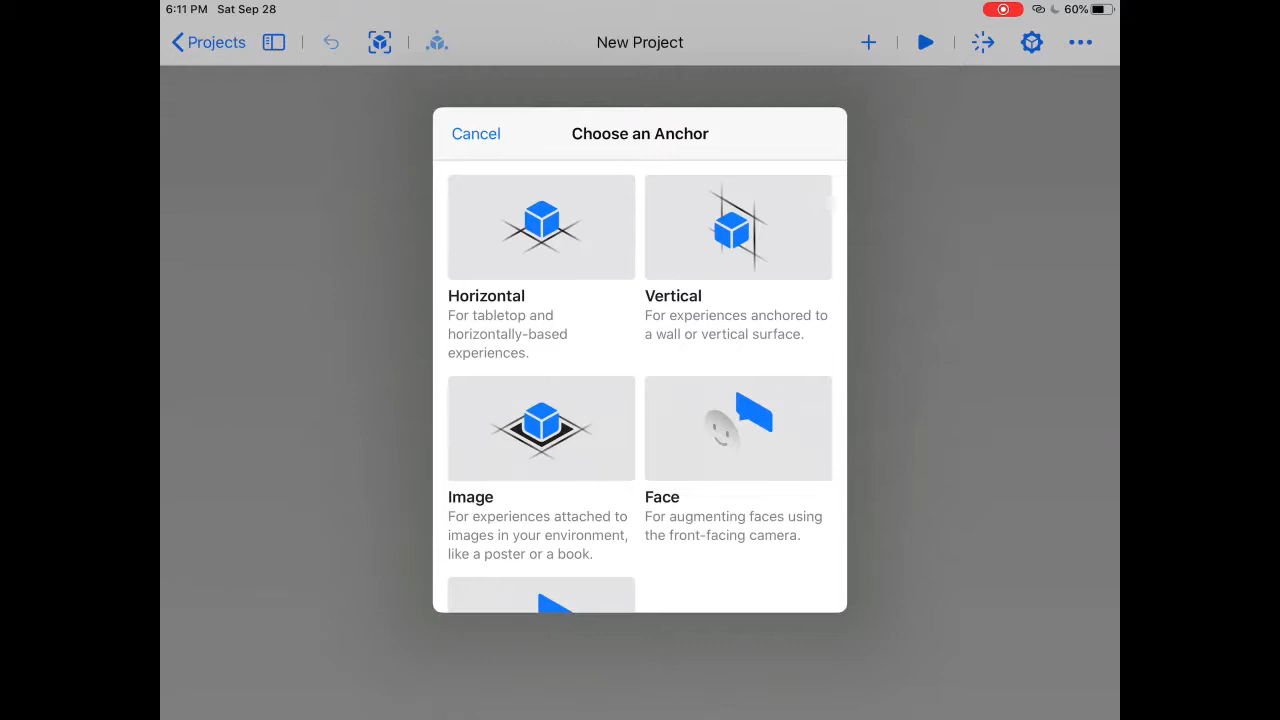 6:11 PM Sat Sep 28
60%
Projects
New Project
Cancel
Choose an Anchor
Horizontal
For tabletop and
horizontally-based
experiences.
Vertical
For experiences anchored to
a wall or vertical surface.
Image
For experiences attached to
images in your environment,
like a poster or a book.
Face
For augmenting faces using
the front-facing camera.